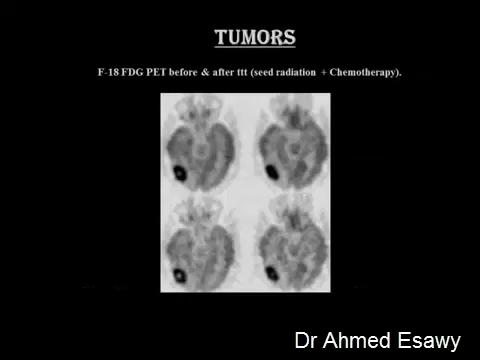 TUMORS
F-18 FDG PET before & after ttt (seed radiation + Chemotherapy).
Dr Ahmed Esawy